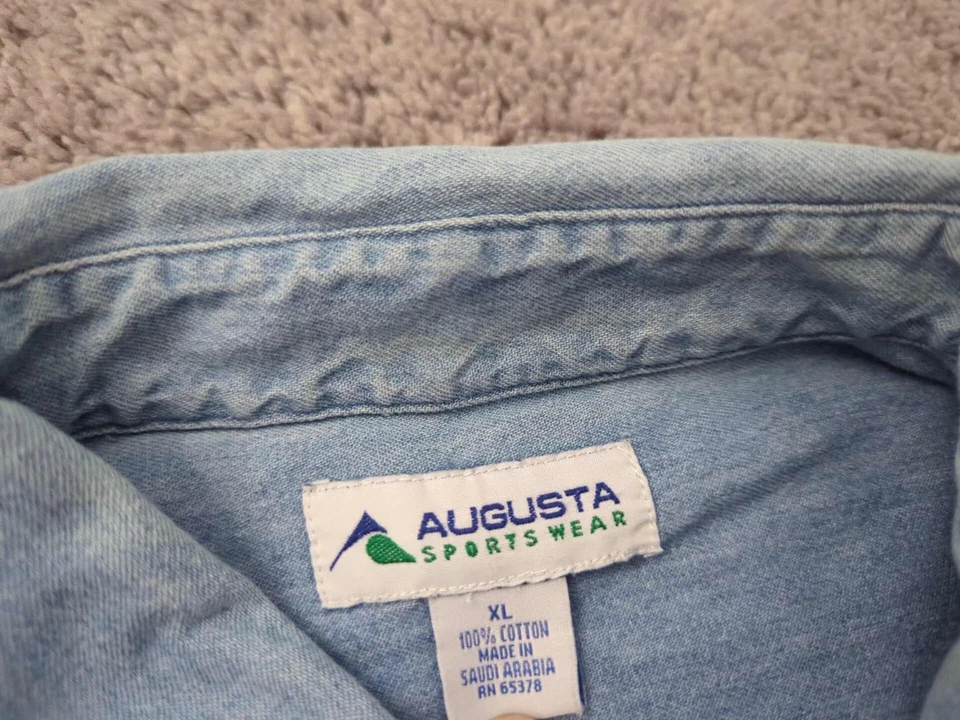 AUGUSTA
SPORTSWEAR
XL
100% COTTON
MADE IN
SAUDI ARABIA
RN 65378